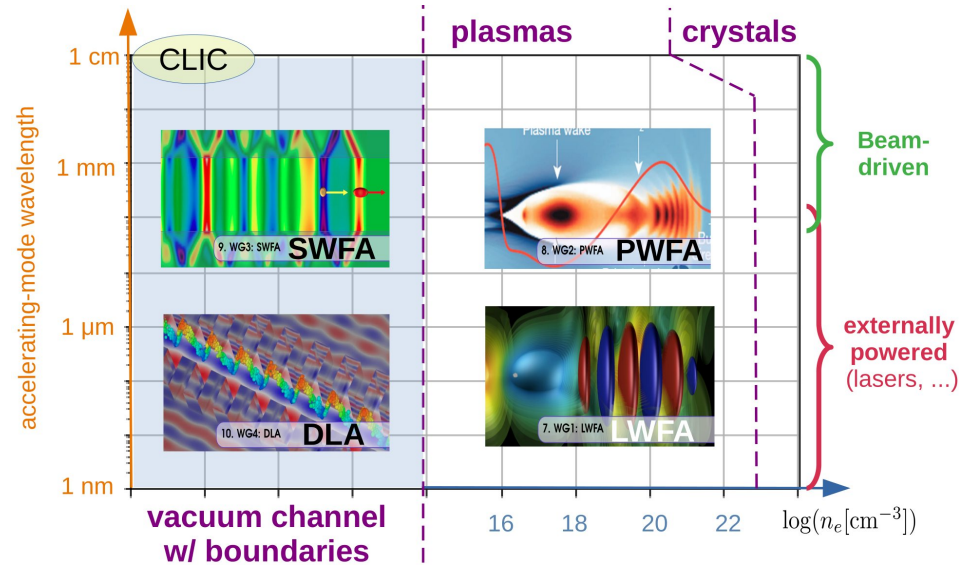 plasmas
crystals
1 cm
CLIC
accelerating-mode wavelength
1 mm
Plasma wake
9. WG3: SWFA
SWFA
8. WG2: PWFA
PWFA
Beam-
driven
1 µm
10. WG4: DLA
DLA
7. WG1: LWFA
LWFA
externally
powered
(lasers, ...)
1 nm
vacuum channel
w/ boundaries
16
18
20
22
log(nₑ[cm⁻³])